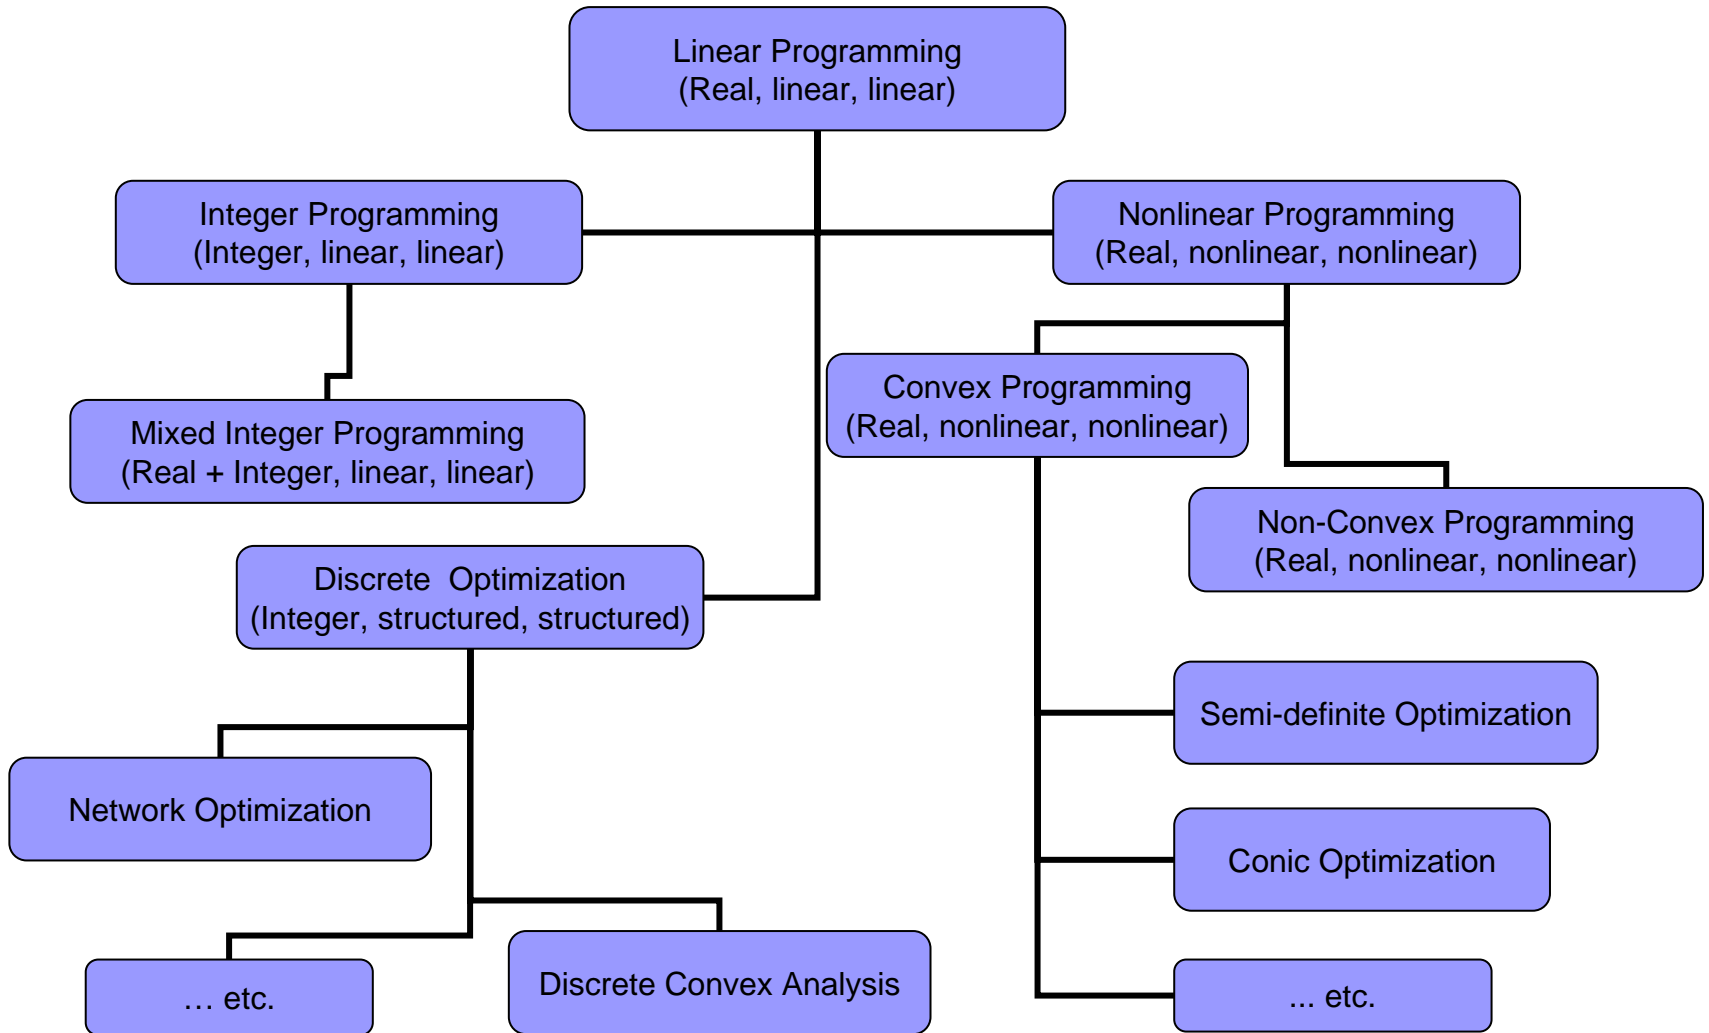 Linear Programming
(Real, linear, linear)
Integer Programming
(Integer, linear, linear)
Nonlinear Programming
(Real, nonlinear, nonlinear)
Convex Programming
(Real, nonlinear, nonlinear)
Mixed Integer Programming
(Real + Integer, linear, linear)
Non-Convex Programming
(Real, nonlinear, nonlinear)
Discrete  Optimization
(Integer, structured, structured)
Semi-definite Optimization
Network Optimization
Conic Optimization
Discrete Convex Analysis
… etc.
... etc.